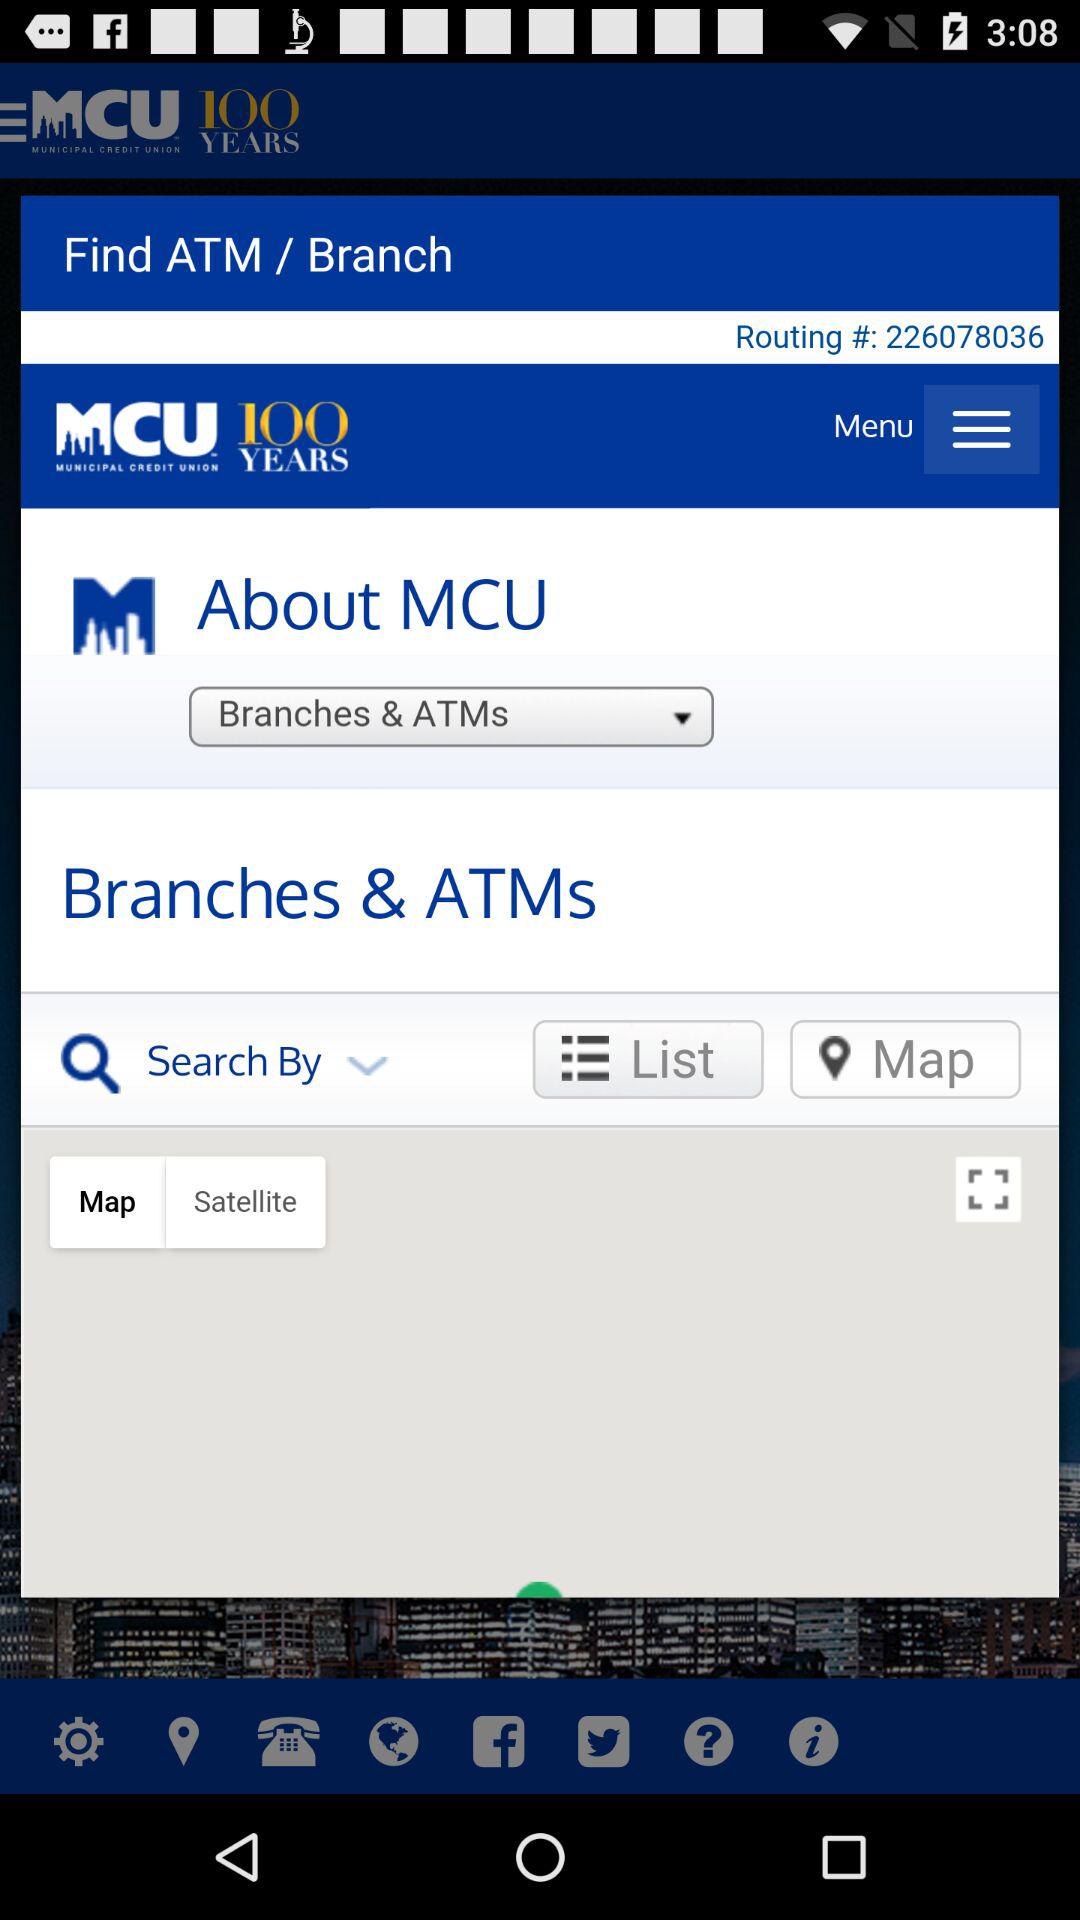 3:08
MCU 100
MUNICIPAL CREDIT UNION YEARS
Find ATM / Branch
Routing #: 226078036
MCU 100
MUNICIPAL CREDIT UNION YEARS
Menu
About MCU
Branches & ATMs
Branches & ATMs
Search By
List
Map
Map
Satellite